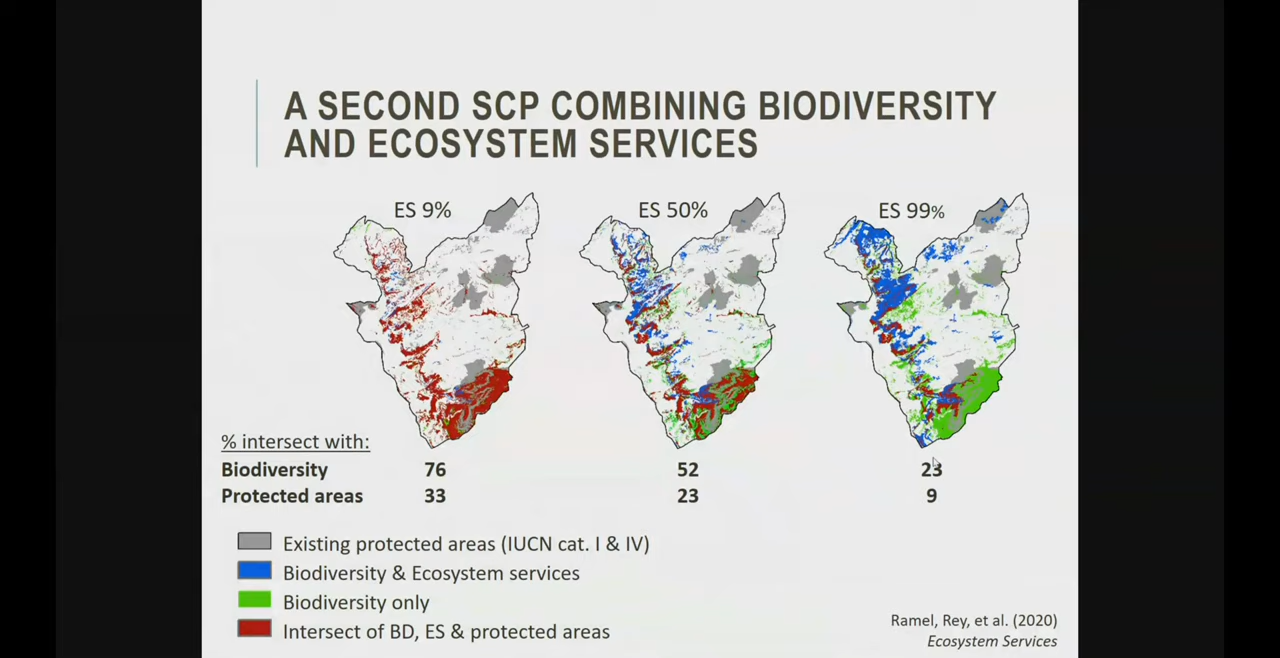 A SECOND SCP COMBINING BIODIVERSITY
AND ECOSYSTEM SERVICES
ES 9%
ES 50%
ES 99%
% intersect with:
Biodiversity 76 52 23
Protected areas 33 23 9
Existing protected areas (IUCN cat. I & IV)
Biodiversity & Ecosystem services
Biodiversity only
Intersect of BD, ES & protected areas
Ramel, Rey, et al. (2020)
Ecosystem Services